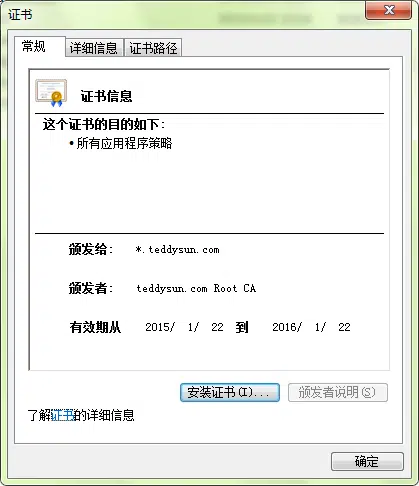 证书
常规 详细信息 证书路径
证书信息
这个证书的目的如下:
• 所有应用程序策略
颁发给: *.teddysun.com
颁发者: teddysun.com Root CA
有效期从 2015/ 1/ 22 到 2016/ 1/ 22
安装证书(I)... 颁发者说明(S)
了解证书的详细信息
确定